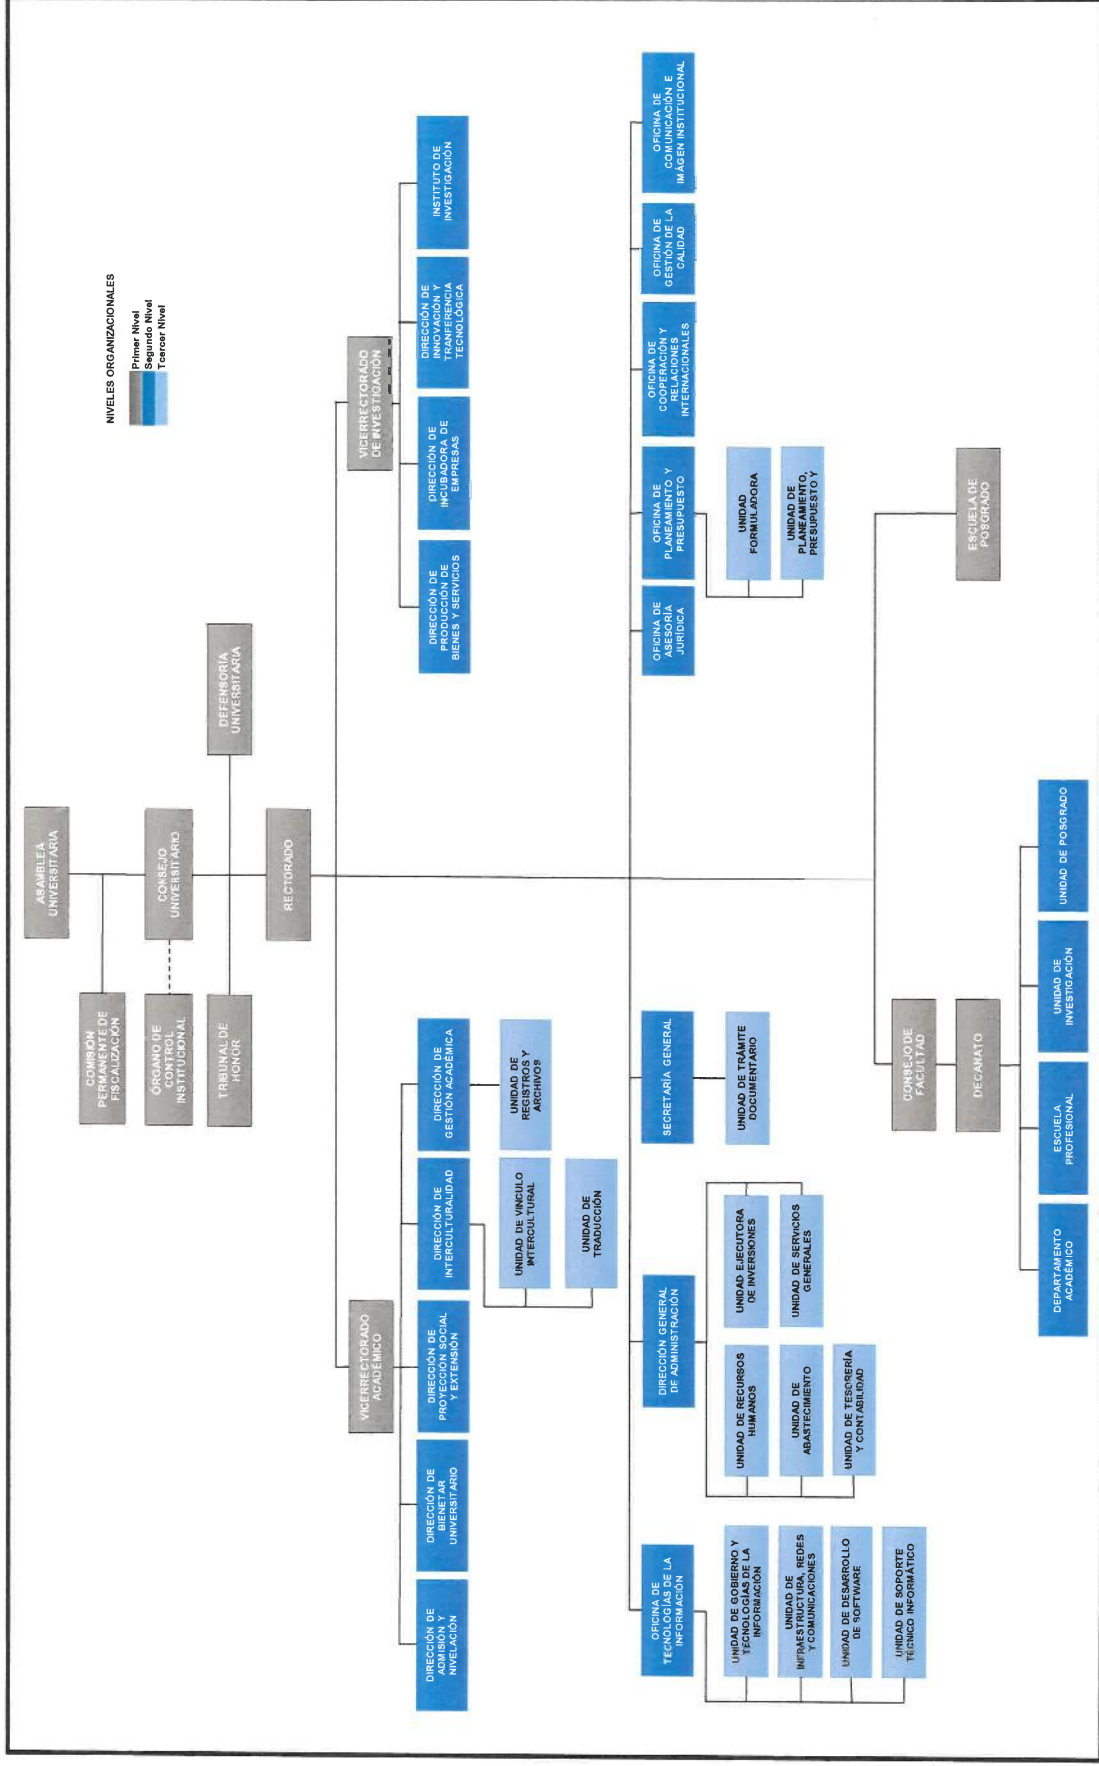 ASAMBLEA
UNIVERSITARIA
COMISIÓN
PERMANENTE DE
FISCALIZACIÓN
CONSEJO
UNIVERSITARIO
ÓRGANO DE
CONTROL
INSTITUCIONAL
TRIBUNAL DE
HONOR
DEFENSORIA
UNIVERSITARIA
RECTORADO
NIVELES ORGANIZACIONALES
Primer Nivel
Segundo Nivel
Tcercer Nivel
VICERRECTORADO
ACADÉMICO
VICERRECTORADO
DE INVESTIGACIÓN
DIRECCIÓN DE
ADMISIÓN Y
NIVELACIÓN
DIRECCIÓN DE
BIENETAR
UNIVERSITARIO
DIRECCIÓN DE
PROYECCIÓN SOCIAL
Y EXTENSIÓN
DIRECCIÓN DE
INTERCULTURALIDAD
DIRECCIÓN DE
GESTIÓN ACADÉMICA
DIRECCIÓN DE
PRODUCCIÓN DE
BIENES Y SERVICIOS
DIRECCIÓN DE
INCUBADORA DE
EMPRESAS
DIRECCIÓN DE
INNOVACIÓN Y
TRANFERENCIA
TECNOLÓGICA
INSTITUTO DE
INVESTIGACIÓN
UNIDAD DE VINCULO
INTERCULTURAL
UNIDAD DE
TRADUCCIÓN
UNIDAD DE
REGISTROS Y
ARCHIVOS
OFICINA DE
TECNOLOGÍAS DE LA
INFORMACIÓN
DIRECCIÓN GENERAL
DE ADMINISTRACIÓN
SECRETARÍA GENERAL
OFICINA DE
ASESORÍA
JURÍDICA
OFICINA DE
PLANEAMIENTO Y
PRESUPUESTO
OFICINA DE
COOPERACIÓN Y
RELACIONES
INTERNACIONALES
OFICINA DE
GESTIÓN DE LA
CALIDAD
OFICINA DE
COMUNICACIÓN E
IMÁGEN INSTITUCIONAL
UNIDAD DE GOBIERNO Y
TECNOLOGÍAS DE LA
INFORMACIÓN
UNIDAD DE
INFRAESTRUCTURA, REDES
Y COMUNICACIONES
UNIDAD DE DESARROLLO
DE SOFTWARE
UNIDAD DE SOPORTE
TÉCNICO INFORMÁTICO
UNIDAD DE RECURSOS
HUMANOS
UNIDAD DE
ABASTECIMIENTO
UNIDAD DE TESORERÍA
Y CONTABILIDAD
UNIDAD EJECUTORA
DE INVERSIONES
UNIDAD DE SERVICIOS
GENERALES
UNIDAD DE TRÁMITE
DOCUMENTARIO
UNIDAD
FORMULADORA
UNIDAD DE
PLANEAMIENTO,
PRESUPUESTO Y
CONSEJO DE
FACULTAD
DECANATO
ESCUELA DE
POSGRADO
DEPARTAMENTO
ACADÉMICO
ESCUELA
PROFESIONAL
UNIDAD DE
INVESTIGACIÓN
UNIDAD DE POSGRADO